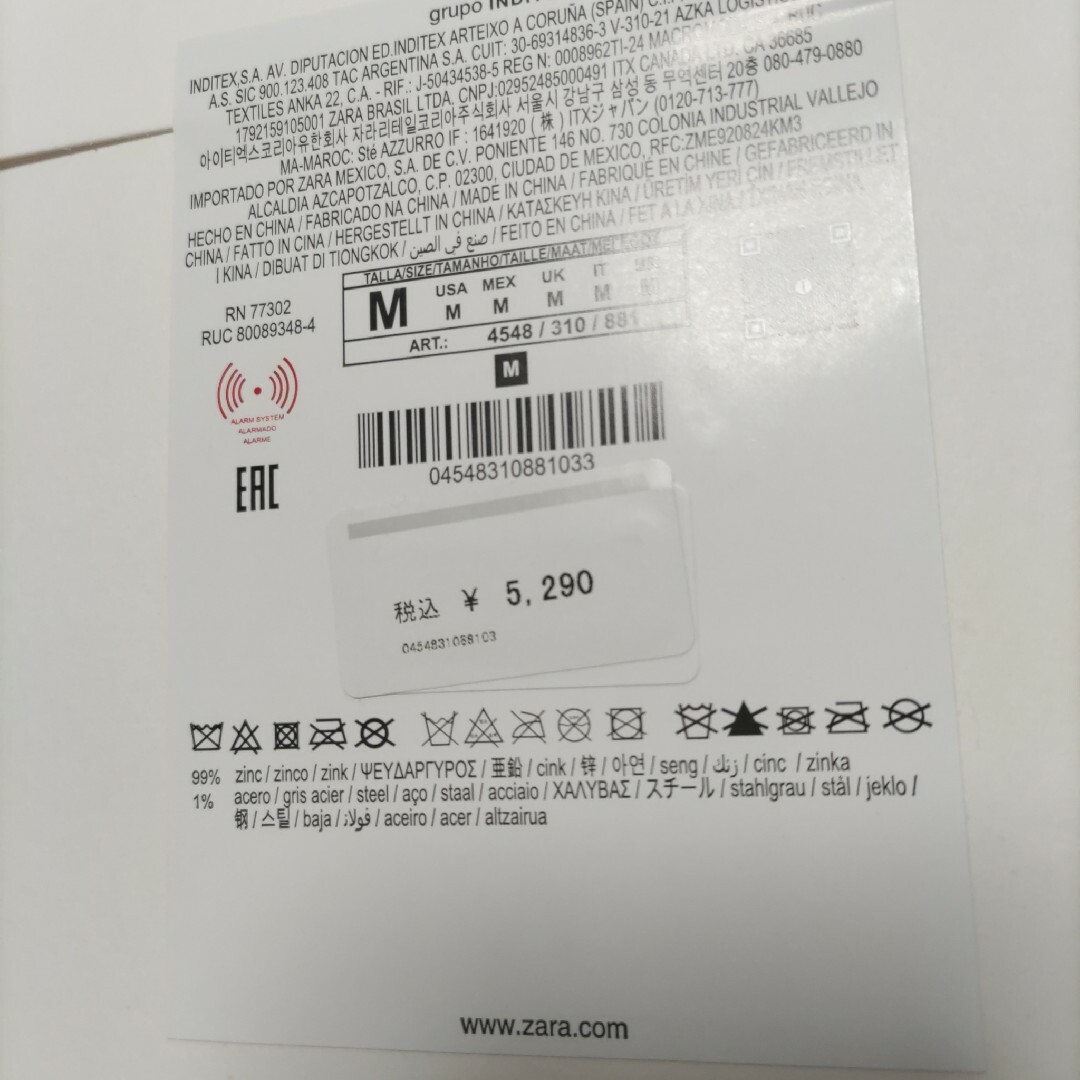 grupo
INDITEX,S.A. AV. DIPUTACION ED.INDITEX ARTEIXO A CORUÑA (SPAIN)
A.S. SIC 900.123.408 TAC ARGENTINA S.A. CUIT: 30-69314836-3 V-310-21 AZKA
TEXTILES ANKA 22, C.A. - RIF.: J-50434538-5 REG N: 0008962TI-24 RUC
1792159105001 ZARA BRASIL LTDA. CNPJ:02952485000491 ITX CANADA LTD. CA 36685
아이티엑스코리아유한회사 자라리테일코리아주식회사 서울시 강남구 삼성동 무역센터 20층 080-479-0880
MA-MAROC: Sté AZZURRO IF : 1641920 ( 株 ) ITXジャパン (0120-713-777)
IMPORTADO POR ZARA MEXICO, S.A. DE C.V. PONIENTE 146 NO. 730 COLONIA INDUSTRIAL VALLEJO
ALCALDIA AZCAPOTZALCO, C.P. 02300, CIUDAD DE MEXICO, RFC:ZME920824KM3
HECHO EN CHINA / FABRICADO NA CHINA / MADE IN CHINA / FABRIQUÉ EN CHINE / GEFABRICEERD IN
CHINA / FATTO IN CINA / HERGESTELLT IN CHINA / ΚΑΤΑΣΚΕΥΗ ΚΙΝΑ / ÜRETİM YERİ ÇİN / FREMSTILLET
I KINA / DIBUAT DI TIONGKOK / صنع في الصين / FEITO EN CHINA / FET A LA XINA
TALLA/SIZE/TAMANHO/TAILLE/MAAT/
M USA MEX UK IT
M M M M
RN 77302
RUC 80089348-4
ART.: 4548 / 310 / 881
M
ALARM SYSTEM
ALARMADO
ALARME
EAC
04548310881033
税込 ¥ 5,290
0454831088103
99% zinc / zinco / zink / ΨΕΥΔΑΡΓΥΡΟΣ / 亜鉛 / cink / 锌 / 아연 / seng / زنك / cinc / zinka
1% acero / gris acier / steel / aço / staal / acciaio / ΧΑΛΥΒΑΣ / スチール / stahlgrau / stål / jeklo /
钢 / 스틸 / baja / فولاذ / aceiro / acer / altzairua
www.zara.com